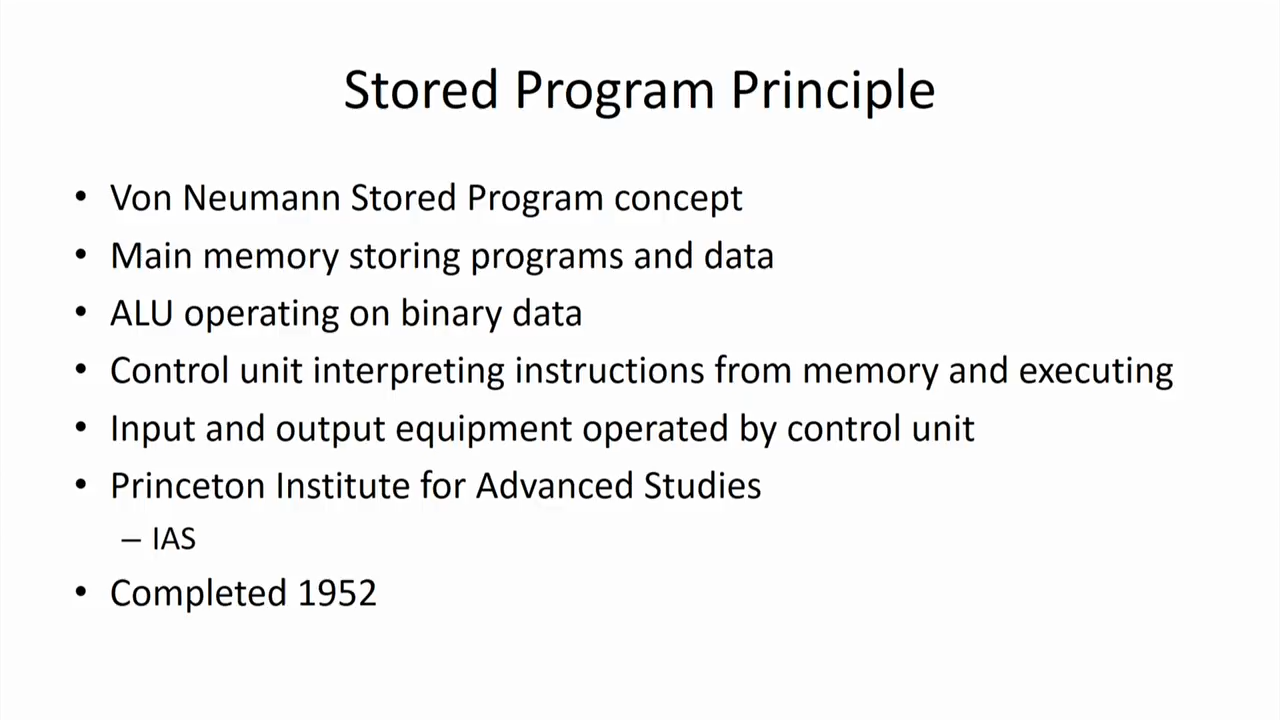 Stored Program Principle
• Von Neumann Stored Program concept
• Main memory storing programs and data
• ALU operating on binary data
• Control unit interpreting instructions from memory and executing
• Input and output equipment operated by control unit
• Princeton Institute for Advanced Studies
– IAS
• Completed 1952